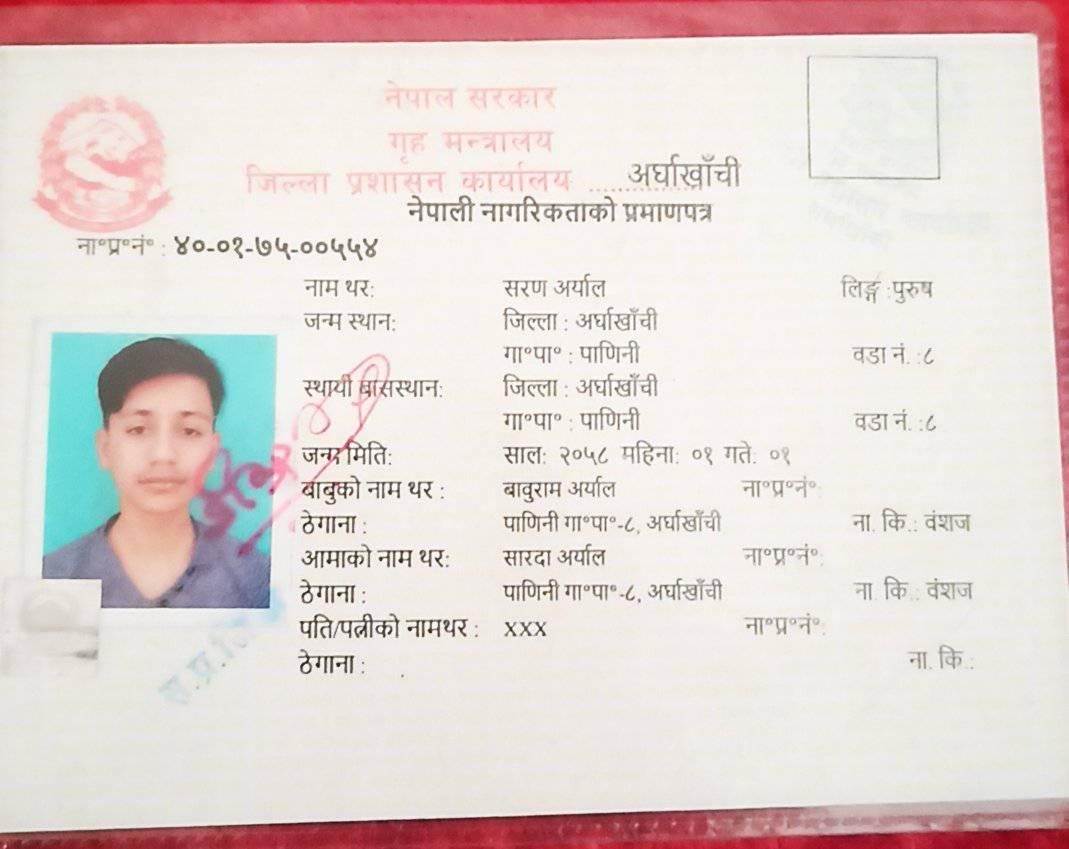 नेपाल सरकार
गृह मन्त्रालय
जिल्ला प्रशासन कार्यालय ...... अर्घाखाँची
नेपाली नागरिकताको प्रमाणपत्र
ना॰प्र॰नं॰ : ४०-०१-७५-००५५४
नाम थर: सरण अर्याल लिङ्ग :पुरुष
जन्म स्थान: जिल्ला : अर्घाखाँची
गा॰पा॰ : पाणिनी वडा नं. :८
स्थायी बासस्थान: जिल्ला : अर्घाखाँची
गा॰पा॰ : पाणिनी वडा नं. :८
जन्म मिति: साल: २०५८ महिना: ०१ गते: ०१
बाबुको नाम थर : बावुराम अर्याल ना॰प्र॰नं॰:
ठेगाना : पाणिनी गा॰पा॰-८, अर्घाखाँची ना. कि.: वंशज
आमाको नाम थर: सारदा अर्याल ना॰प्र॰नं॰:
ठेगाना : पाणिनी गा॰पा॰-८, अर्घाखाँची ना. कि.: वंशज
पति/पत्नीको नामथर : xxx ना॰प्र॰नं॰:
ठेगाना : ना. कि.: